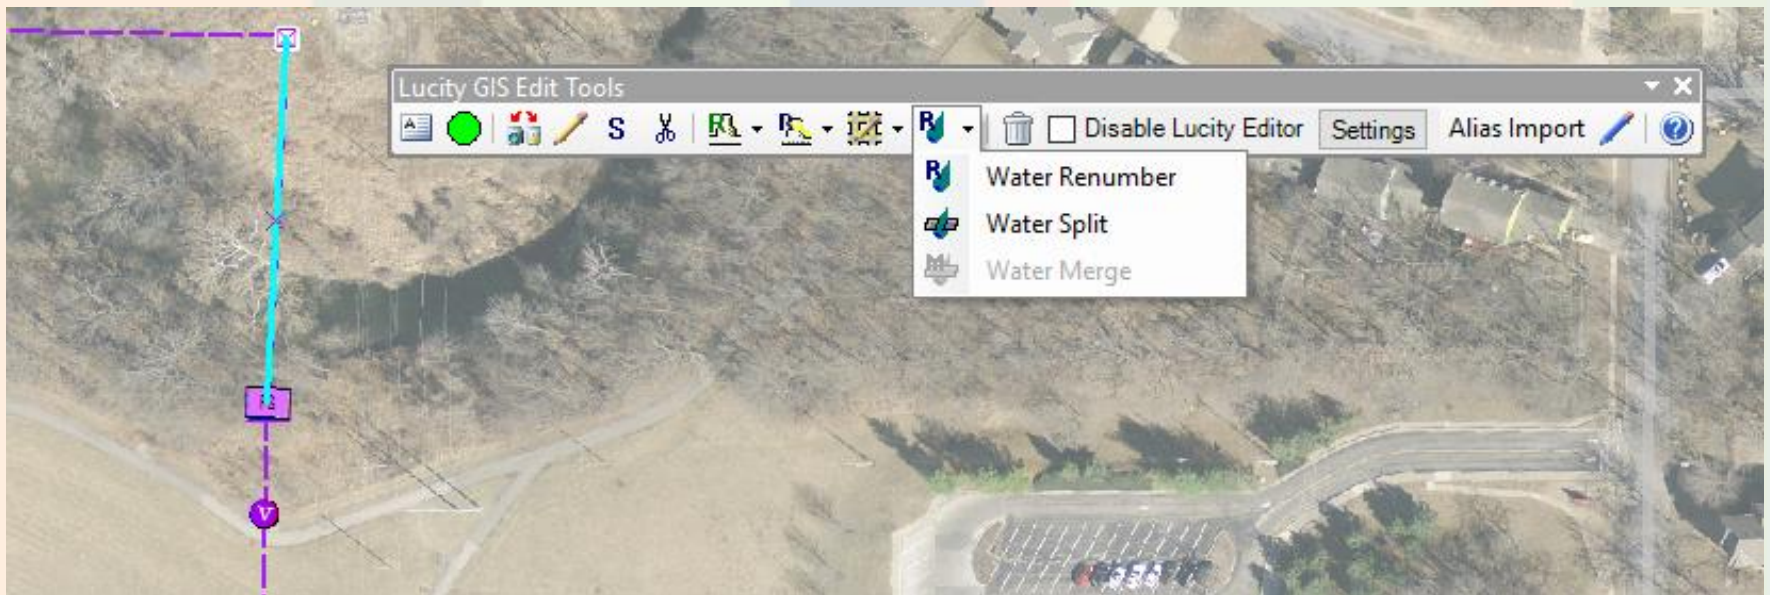 Lucity GIS Edit Tools
S Disable Lucity Editor Settings Alias Import
Water Renumber
Water Split
Water Merge
V